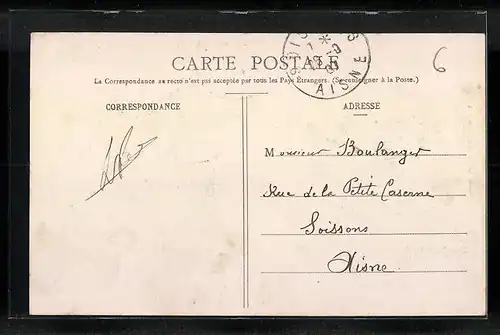 CARTE POSTALE
La Correspondance au recto n'est pas acceptée par tous les Pays Étrangers. (Se renseigner à la Poste.)
CORRESPONDANCE
ADRESSE
6
Monsieur Boulanger
Rue de la Petite Caserne
Soissons
Aisne